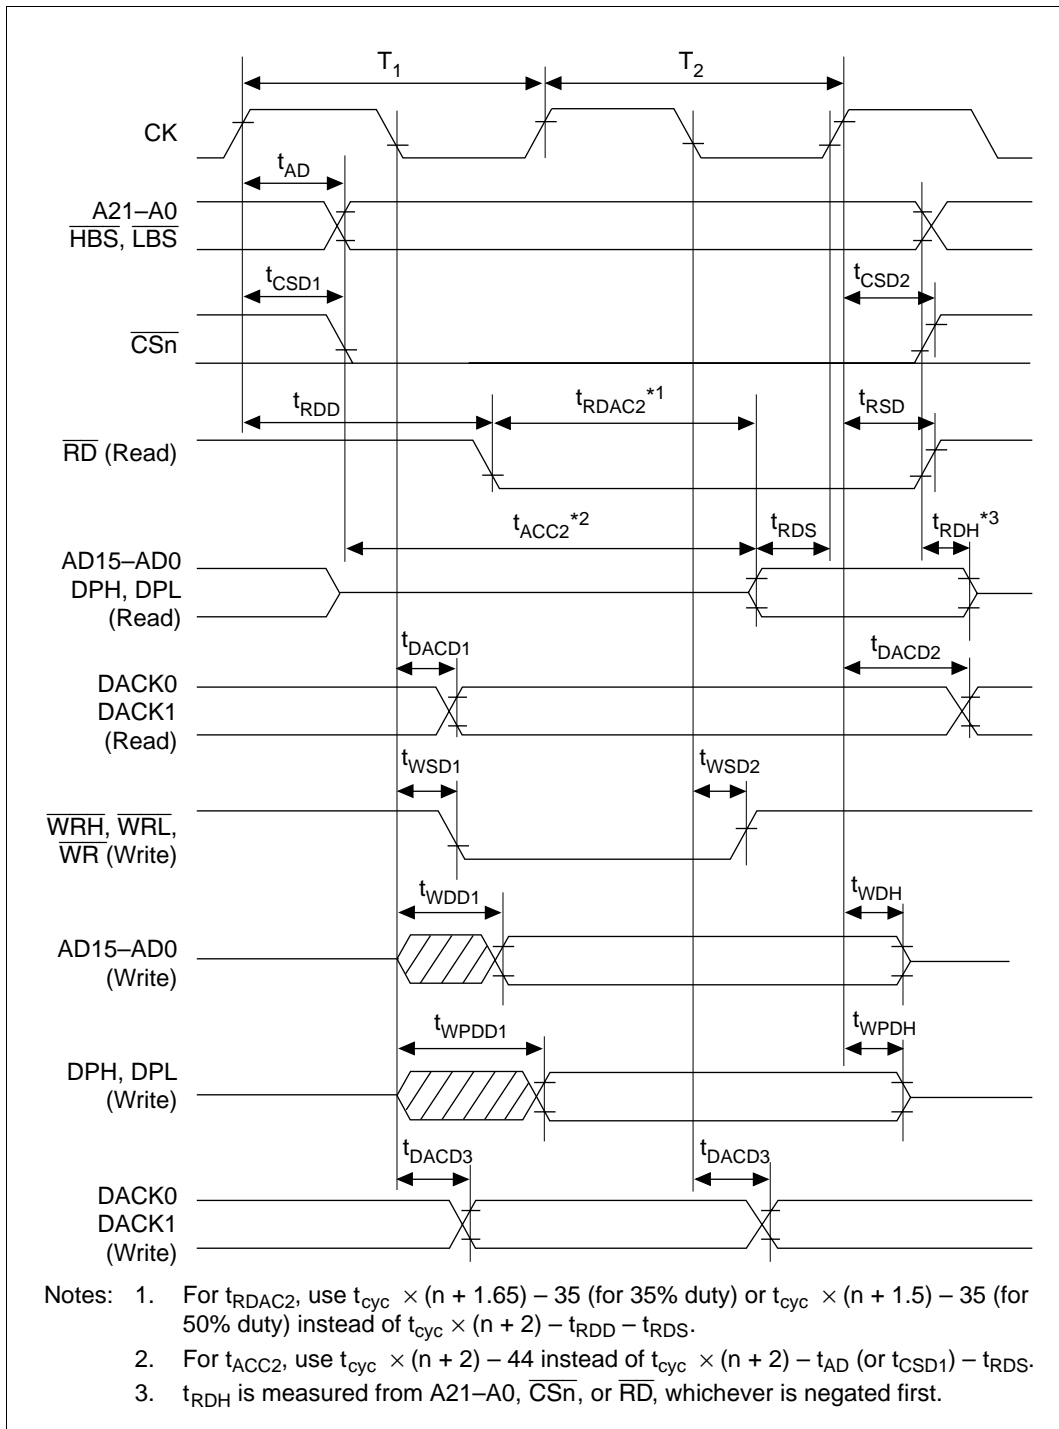 T1 T2
CK
tAD
A21–A0
HBS, LBS
tCSD1 tCSD2
CSn
tRDD tRDAC2*1 tRSD
RD (Read)
tACC2*2 tRDS tRDH*3
AD15–AD0
DPH, DPL
(Read)
tDACD1 tDACD2
DACK0
DACK1
(Read)
tWSD1 tWSD2
WRH, WRL,
WR (Write)
tWDD1 tWDH
AD15–AD0
(Write)
tWPDD1 tWPDH
DPH, DPL
(Write)
tDACD3 tDACD3
DACK0
DACK1
(Write)
Notes: 1. For tRDAC2, use tcyc × (n + 1.65) – 35 (for 35% duty) or tcyc × (n + 1.5) – 35 (for
50% duty) instead of tcyc × (n + 2) – tRDD – tRDS.
2. For tACC2, use tcyc × (n + 2) – 44 instead of tcyc × (n + 2) – tAD (or tCSD1) – tRDS.
3. tRDH is measured from A21–A0, CSn, or RD, whichever is negated first.